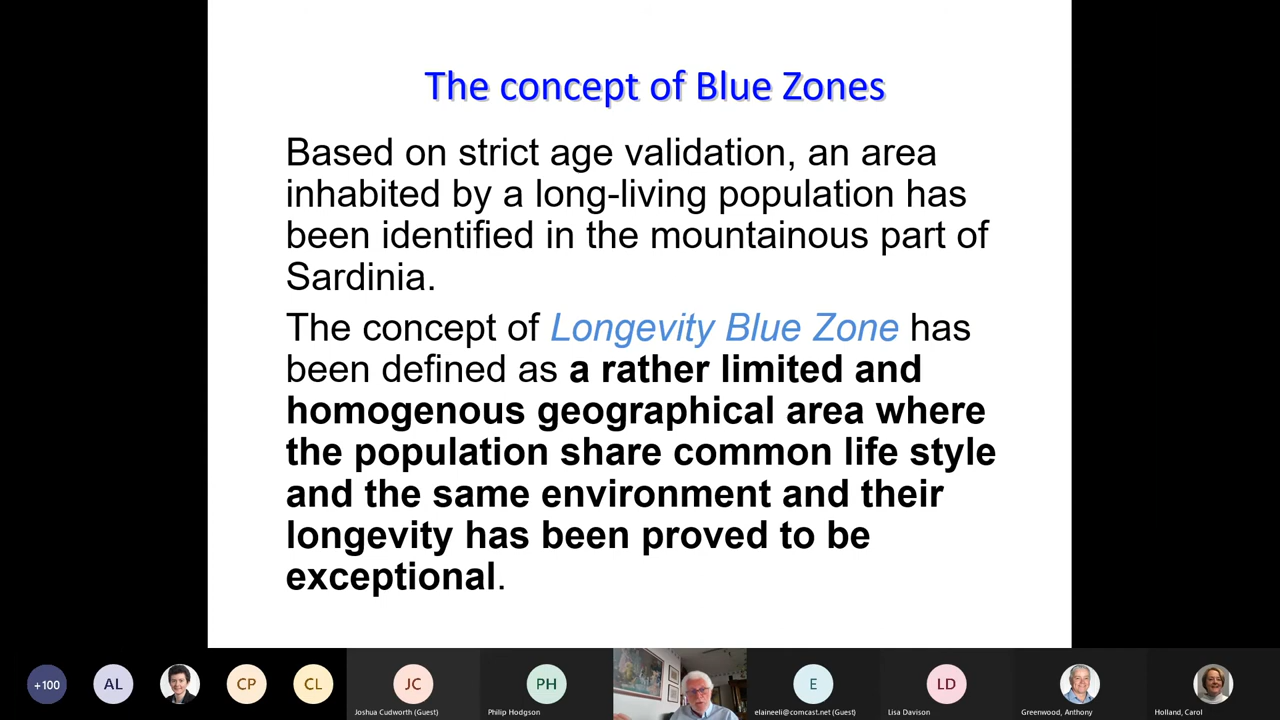 The concept of Blue Zones
Based on strict age validation, an area
inhabited by a long-living population has
been identified in the mountainous part of
Sardinia.
The concept of Longevity Blue Zone has
been defined as a rather limited and
homogenous geographical area where
the population share common life style
and the same environment and their
longevity has been proved to be
exceptional.
+100
AL
CP
CL
JC
PH
E
LD
Joshua Cudworth (Guest)
Philip Hodgson
elaineeli@comcast.net (Guest)
Lisa Davison
Greenwood, Anthony
Holland, Carol